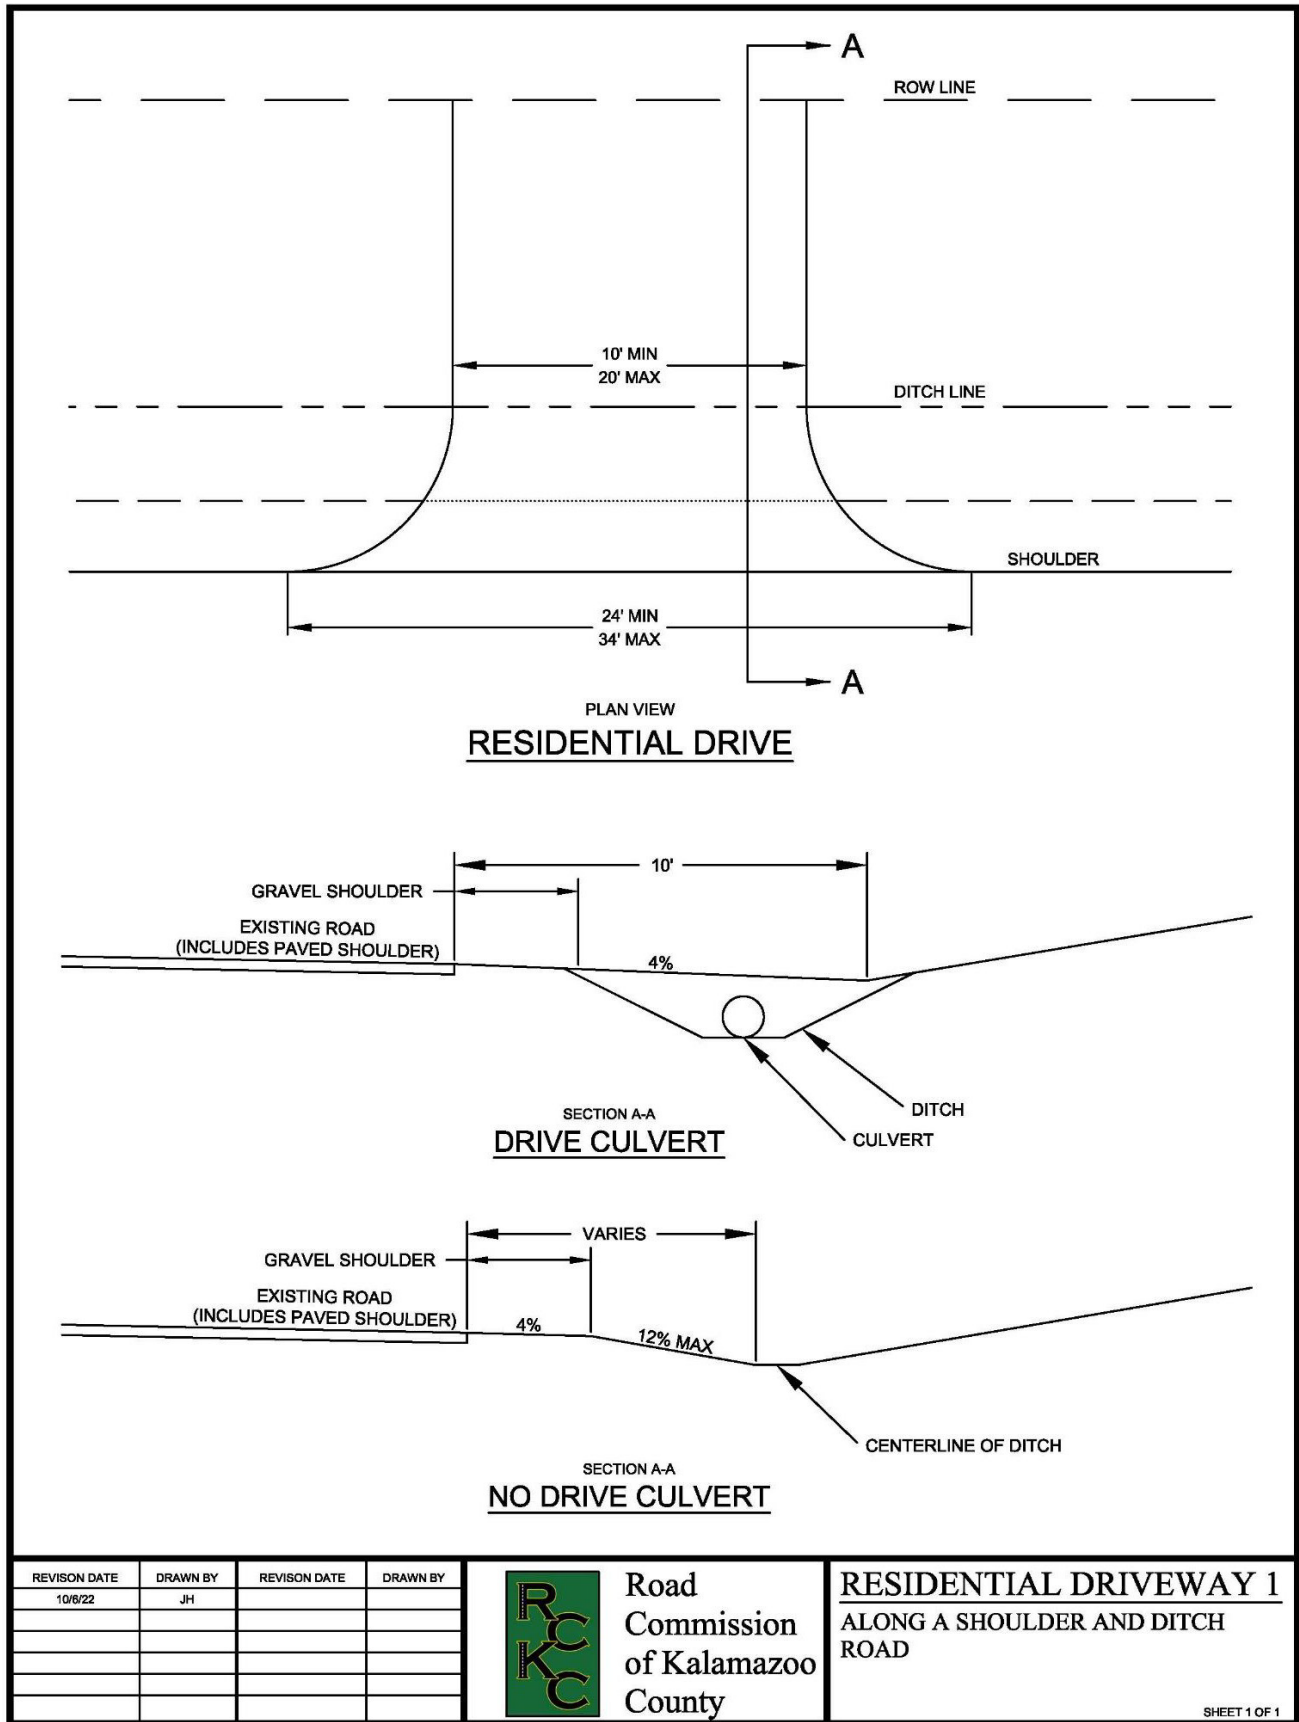 A
ROW LINE
10' MIN
20' MAX
DITCH LINE
SHOULDER
24' MIN
34' MAX
A
PLAN VIEW
RESIDENTIAL DRIVE
10'
GRAVEL SHOULDER
EXISTING ROAD
(INCLUDES PAVED SHOULDER)
4%
DITCH
CULVERT
SECTION A-A
DRIVE CULVERT
VARIES
GRAVEL SHOULDER
EXISTING ROAD
(INCLUDES PAVED SHOULDER)
4%
12% MAX
CENTERLINE OF DITCH
SECTION A-A
NO DRIVE CULVERT
REVISON DATE DRAWN BY REVISON DATE DRAWN BY
10/6/22 JH
RCKC
Road
Commission
of Kalamazoo
County
RESIDENTIAL DRIVEWAY 1
ALONG A SHOULDER AND DITCH
ROAD
SHEET 1 OF 1